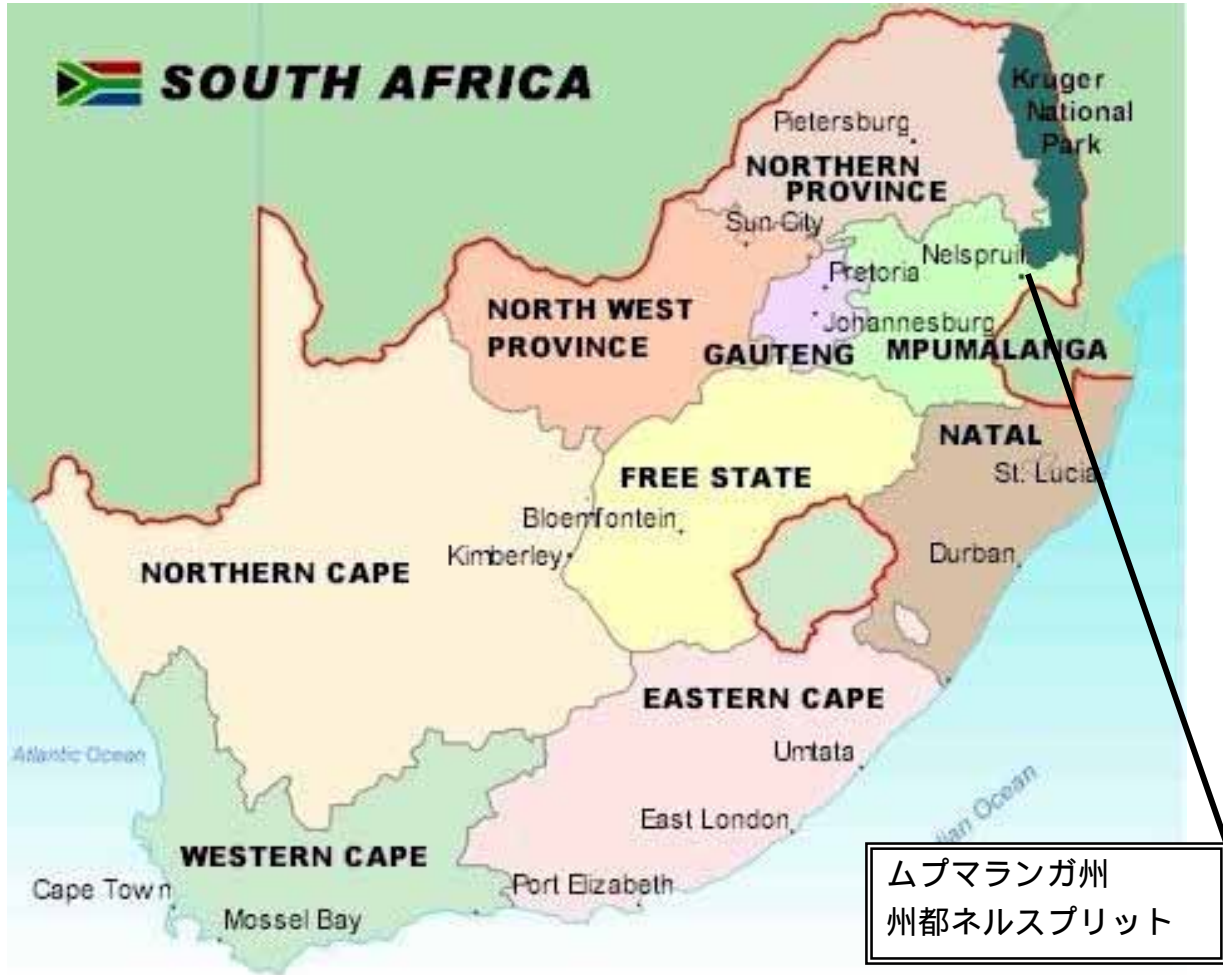 SOUTH AFRICA
Kruger
National
Park
Pietersburg
NORTHERN
PROVINCE
Sun City
Nelspruit
Pretoria
NORTH WEST
PROVINCE
Johannesburg
GAUTENG
MPUMALANGA
NATAL
St. Lucia
FREE STATE
Bloemfontein
Kimberley
Durban
NORTHERN CAPE
EASTERN CAPE
Umtata
Atlantic Ocean
East London
Ocean
WESTERN CAPE
Port Elizabeth
Cape Town
Mossel Bay
ムプマランガ州
州都ネルスプリット